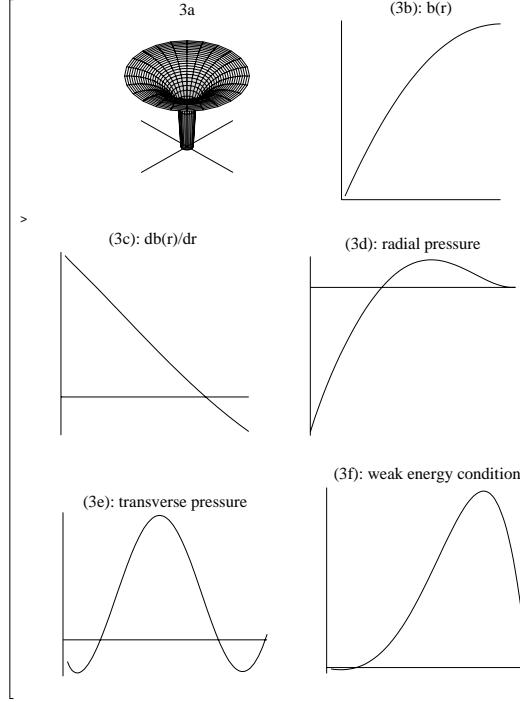 3a
(3b): b(r)
>
(3c): db(r)/dr
(3d): radial pressure
(3e): transverse pressure
(3f): weak energy condition